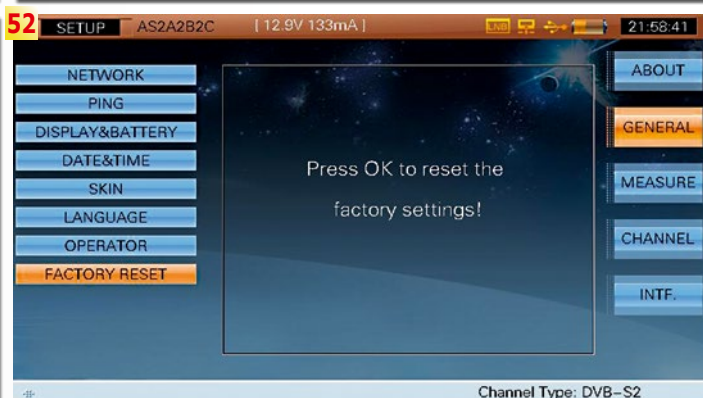 52 SETUP AS2A2B2C [ 12.9V 133mA ] LNB 21:58:41
NETWORK
PING
DISPLAY&BATTERY
DATE&TIME
SKIN
LANGUAGE
OPERATOR
FACTORY RESET
Press OK to reset the
factory settings!
ABOUT
GENERAL
MEASURE
CHANNEL
INTF.
Channel Type: DVB-S2